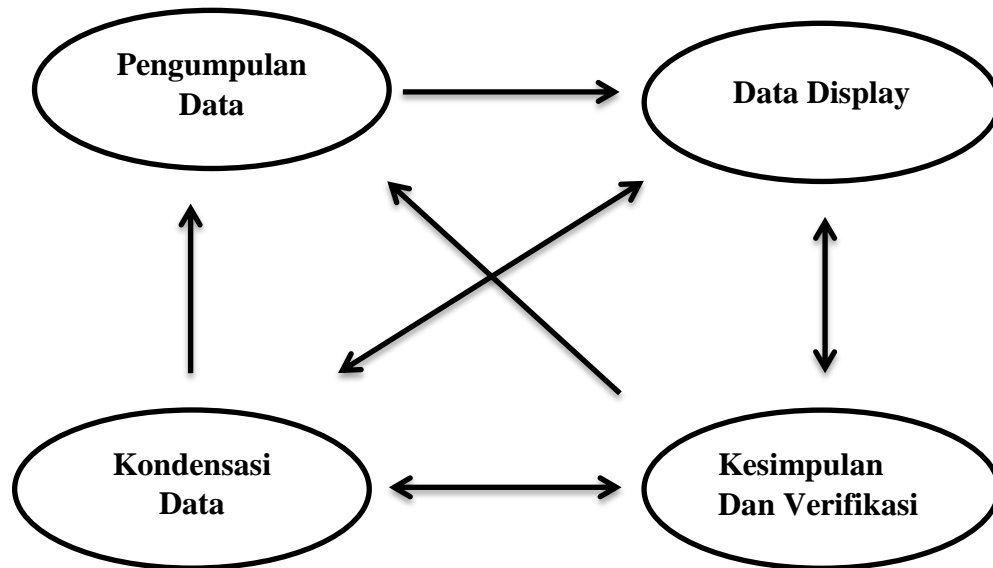 Pengumpulan
Data
Data Display
Kondensasi
Data
Kesimpulan
Dan Verifikasi